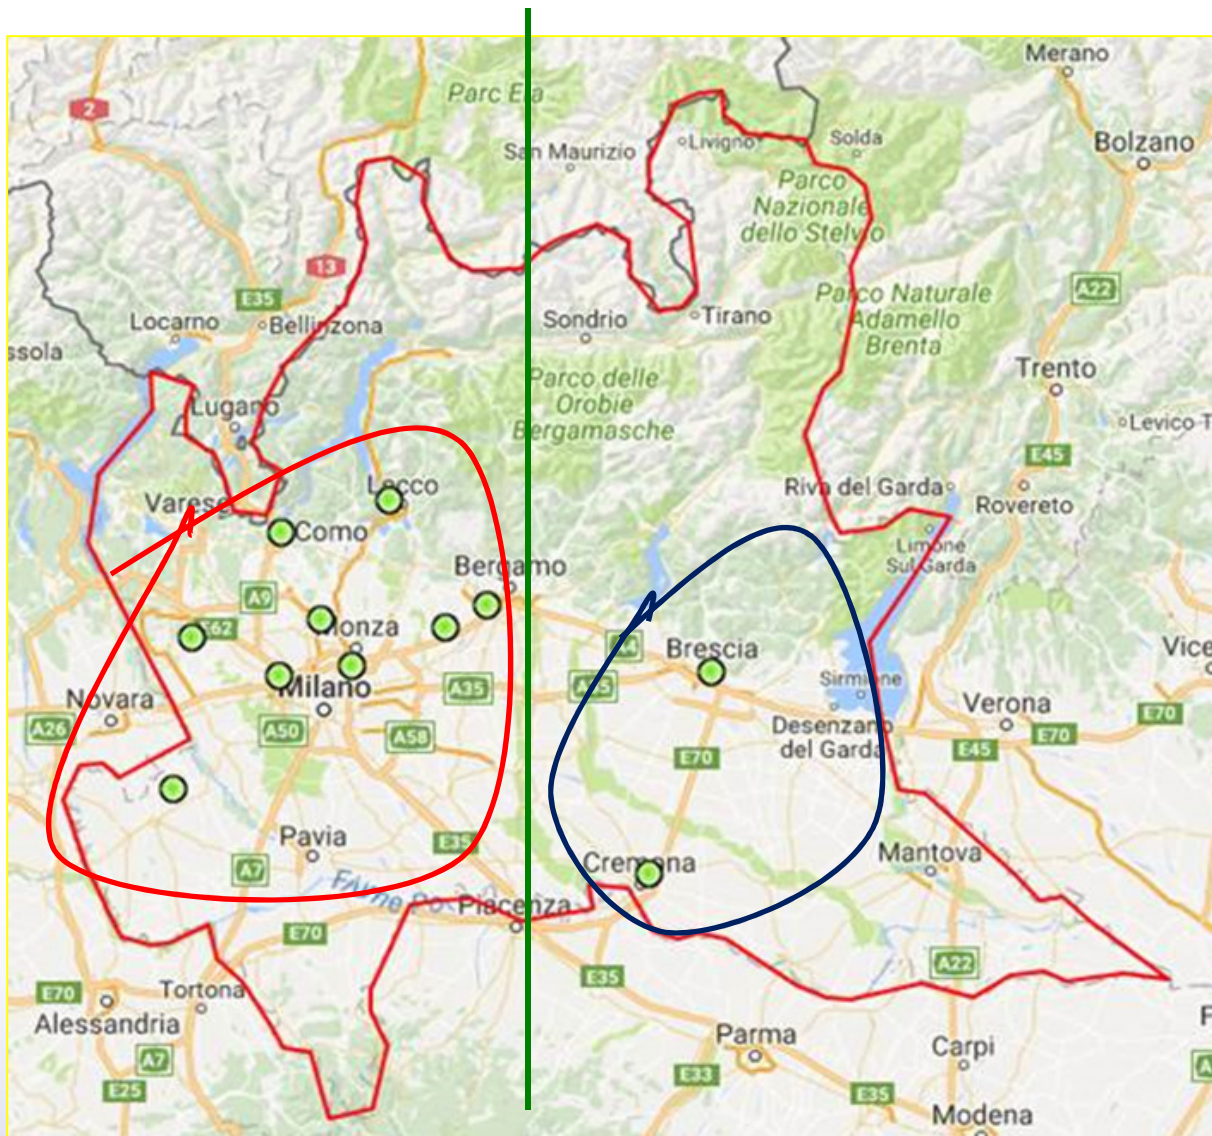 Merano
Parc Ela
2
Bolzano
Solda
Livigno
San Maurizio
Parco
Nazionale
dello Stelvio
13
A22
E35
Parco Naturale
Adamello
Brenta
Locarno
Bellinzona
Sondrio
Tirano
ssola
Trento
Parco delle
Orobie
Bergamasche
Lugano
Levico T
E45
Lecco
Riva del Garda
Rovereto
Varese
Como
Limone
Sul Garda
Bergamo
A9
E62
Monza
Brescia
Vice
Sirmione
A35
Milano
Novara
Verona
A26
A50
A58
Desenzano
del Garda
E70
E70
E45
E70
Pavia
E35
Mantova
Cremona
A7
Piacenza
E70
A22
E35
E70
Tortona
Alessandria
Parma
Carpi
A7
E33
E25
E35
Modena